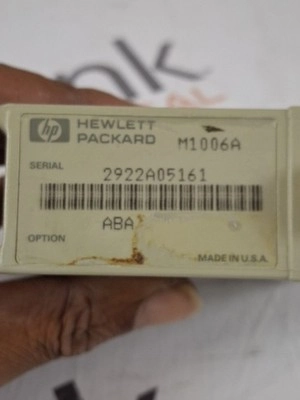 hp HEWLETT
PACKARD M1006A
SERIAL
2922A05161
ABA
OPTION
MADE IN U.S.A.